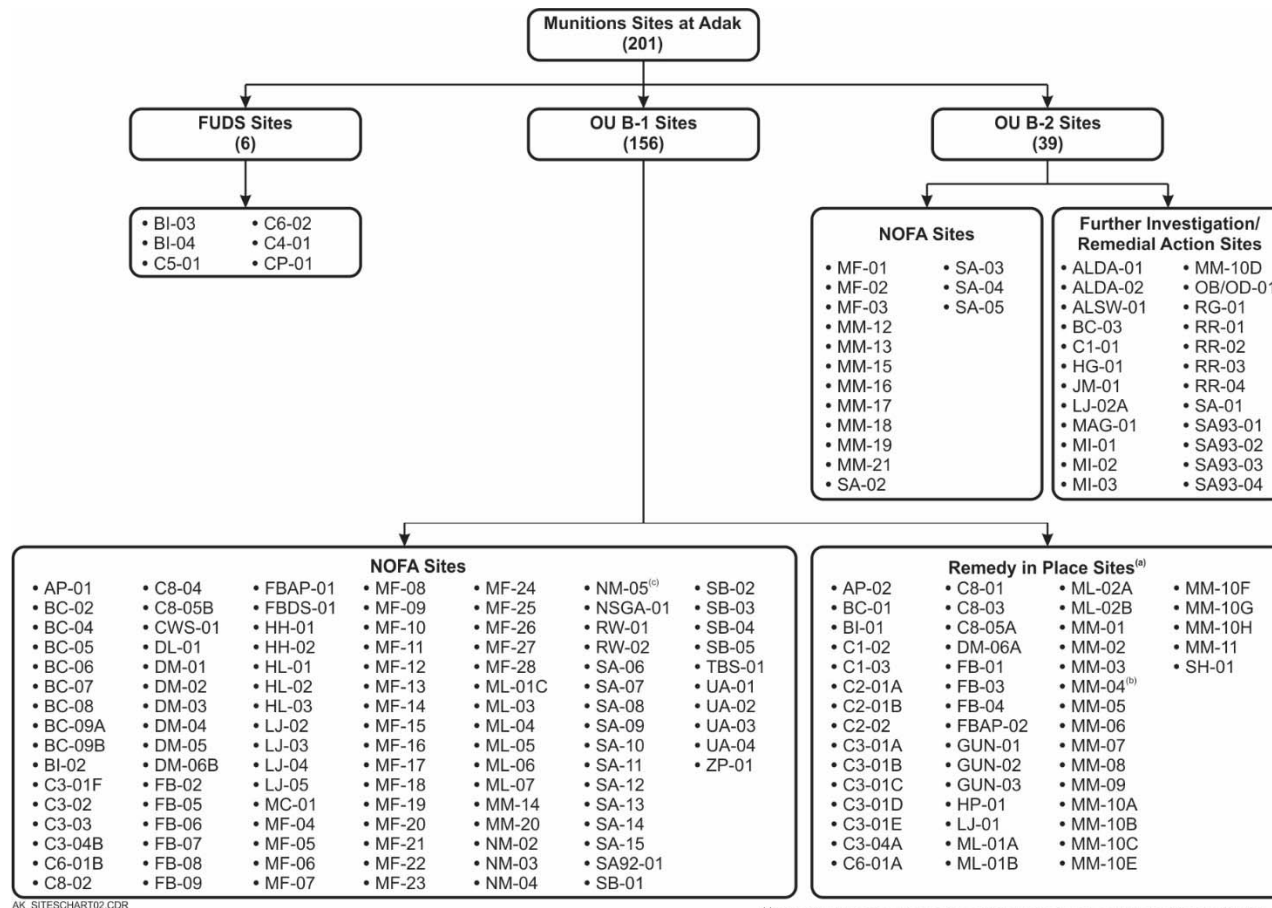 Munitions Sites at Adak
(201)
FUDS Sites
(6)
OU B-1 Sites
(156)
OU B-2 Sites
(39)
• BI-03
• BI-04
• C5-01
• C6-02
• C4-01
• CP-01
NOFA Sites
• MF-01
• MF-02
• MF-03
• MM-12
• MM-13
• MM-15
• MM-16
• MM-17
• MM-18
• MM-19
• MM-21
• SA-02
• SA-03
• SA-04
• SA-05
Further Investigation/
Remedial Action Sites
• ALDA-01
• ALDA-02
• ALSW-01
• BC-03
• C1-01
• HG-01
• JM-01
• LJ-02A
• MAG-01
• MI-01
• MI-02
• MI-03
• MM-10D
• OB/OD-01
• RG-01
• RR-01
• RR-02
• RR-03
• RR-04
• SA-01
• SA93-01
• SA93-02
• SA93-03
• SA93-04
NOFA Sites
• AP-01
• BC-02
• BC-04
• BC-05
• BC-06
• BC-07
• BC-08
• BC-09A
• BC-09B
• BI-02
• C3-01F
• C3-02
• C3-03
• C3-04B
• C6-01B
• C8-02
• C8-04
• C8-05B
• CWS-01
• DL-01
• DM-01
• DM-02
• DM-03
• DM-04
• DM-05
• DM-06B
• FB-02
• FB-05
• FB-06
• FB-07
• FB-08
• FB-09
• FBAP-01
• FBDS-01
• HH-01
• HH-02
• HL-01
• HL-02
• HL-03
• LJ-02
• LJ-03
• LJ-04
• LJ-05
• MC-01
• MF-04
• MF-05
• MF-06
• MF-07
• MF-08
• MF-09
• MF-10
• MF-11
• MF-12
• MF-13
• MF-14
• MF-15
• MF-16
• MF-17
• MF-18
• MF-19
• MF-20
• MF-21
• MF-22
• MF-23
• MF-24
• MF-25
• MF-26
• MF-27
• MF-28
• ML-01C
• ML-03
• ML-04
• ML-05
• ML-06
• ML-07
• MM-14
• MM-20
• NM-02
• NM-03
• NM-04
• NM-05(c)
• NSGA-01
• RW-01
• RW-02
• SA-06
• SA-07
• SA-08
• SA-09
• SA-10
• SA-11
• SA-12
• SA-13
• SA-14
• SA-15
• SA92-01
• SB-01
• SB-02
• SB-03
• SB-04
• SB-05
• TBS-01
• UA-01
• UA-02
• UA-03
• UA-04
• ZP-01
Remedy in Place Sites(a)
• AP-02
• BC-01
• BI-01
• C1-02
• C1-03
• C2-01A
• C2-01B
• C2-02
• C3-01A
• C3-01B
• C3-01C
• C3-01D
• C3-01E
• C3-04A
• C6-01A
• C8-01
• C8-03
• C8-05A
• DM-06A
• FB-01
• FB-03
• FB-04
• FBAP-02
• GUN-01
• GUN-02
• GUN-03
• HP-01
• LJ-01
• ML-01A
• ML-01B
• ML-02A
• ML-02B
• MM-01
• MM-02
• MM-03
• MM-04(b)
• MM-05
• MM-06
• MM-07
• MM-08
• MM-09
• MM-10A
• MM-10B
• MM-10C
• MM-10E
• MM-10F
• MM-10G
• MM-10H
• MM-11
• SH-01
AK_SITESCHART02.CDR